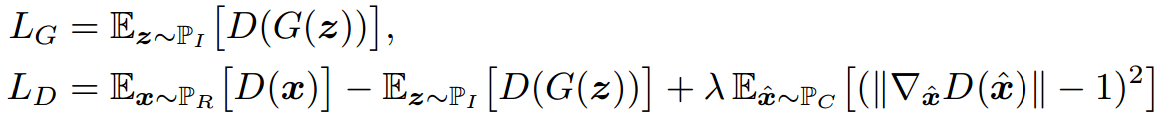 L_G = 𝔼_{z∼ℙ_I}[D(G(z))],
L_D = 𝔼_{x∼ℙ_R}[D(x)] − 𝔼_{z∼ℙ_I}[D(G(z))] + λ 𝔼_{x̂∼ℙ_C}[(‖∇_{x̂}D(x̂)‖ − 1)²]